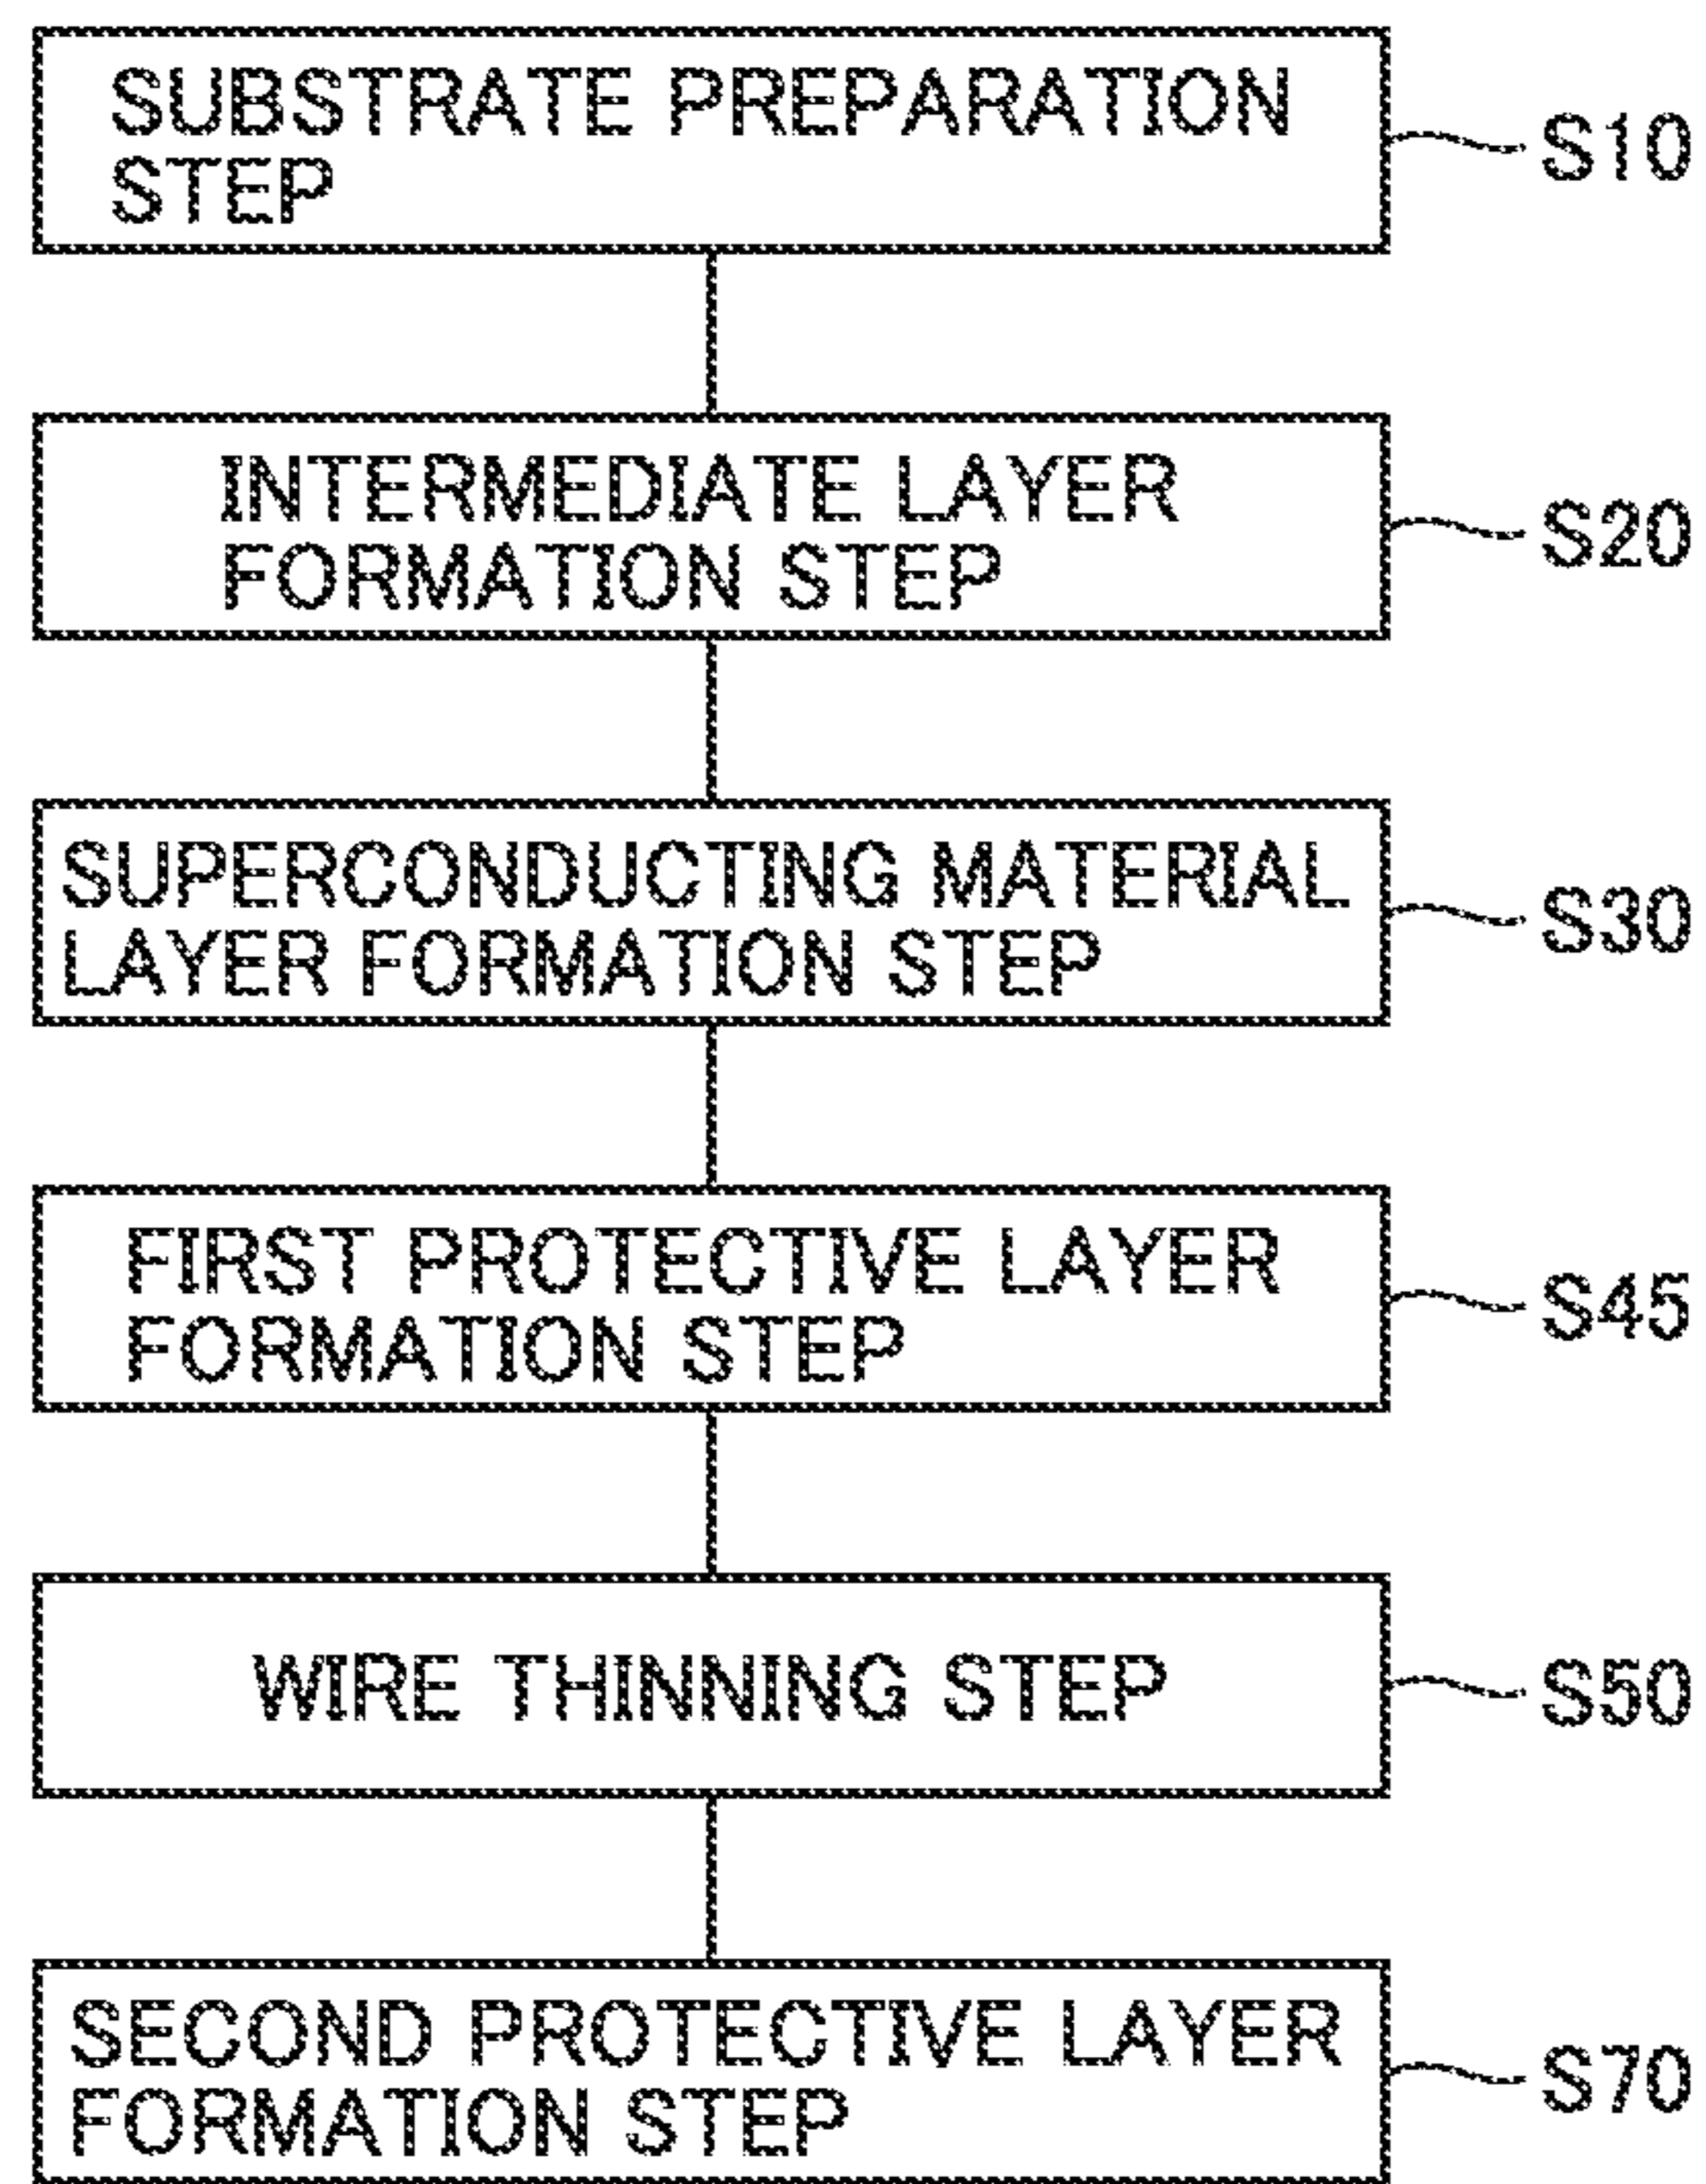 SUBSTRATE PREPARATION
STEP
S10
INTERMEDIATE LAYER
FORMATION STEP
S20
SUPERCONDUCTING MATERIAL
LAYER FORMATION STEP
S30
FIRST PROTECTIVE LAYER
FORMATION STEP
S45
WIRE THINNING STEP
S50
SECOND PROTECTIVE LAYER
FORMATION STEP
S70